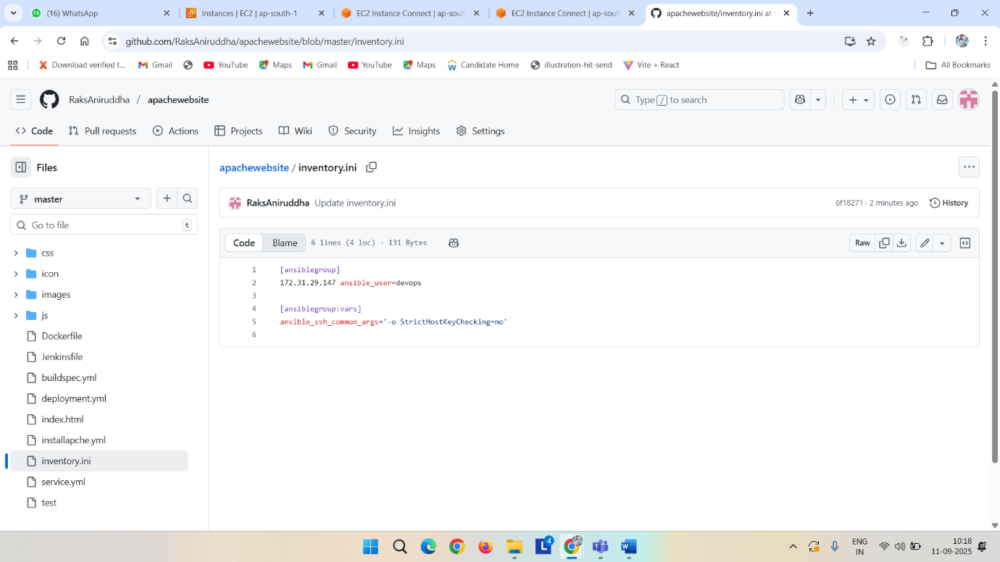 (16) WhatsApp
Instances | EC2 | ap-south-1
EC2 Instance Connect | ap-sout
EC2 Instance Connect | ap-sout
apachewebsite/inventory.ini at
github.com/RaksAniruddha/apachewebsite/blob/master/inventory.ini
Download verified t...
Gmail
YouTube
Maps
Gmail
YouTube
Maps
Candidate Home
illustration-hit-send
Vite + React
All Bookmarks
RaksAniruddha / apachewebsite
Type / to search
Code
Pull requests
Actions
Projects
Wiki
Security
Insights
Settings
Files
master
Go to file
t
css
icon
images
js
Dockerfile
Jenkinsfile
buildspec.yml
deployment.yml
index.html
installapche.yml
inventory.ini
service.yml
test
apachewebsite / inventory.ini
RaksAniruddha Update inventory.ini
6f18271 · 2 minutes ago
History
Code
Blame
6 lines (4 loc) · 131 Bytes
Raw
1 [ansiblegroup]
2 172.31.29.147 ansible_user=devops
3
4 [ansiblegroup:vars]
5 ansible_ssh_common_args='-o StrictHostKeyChecking=no'
6
4
ENG
IN
10:18
11-09-2025